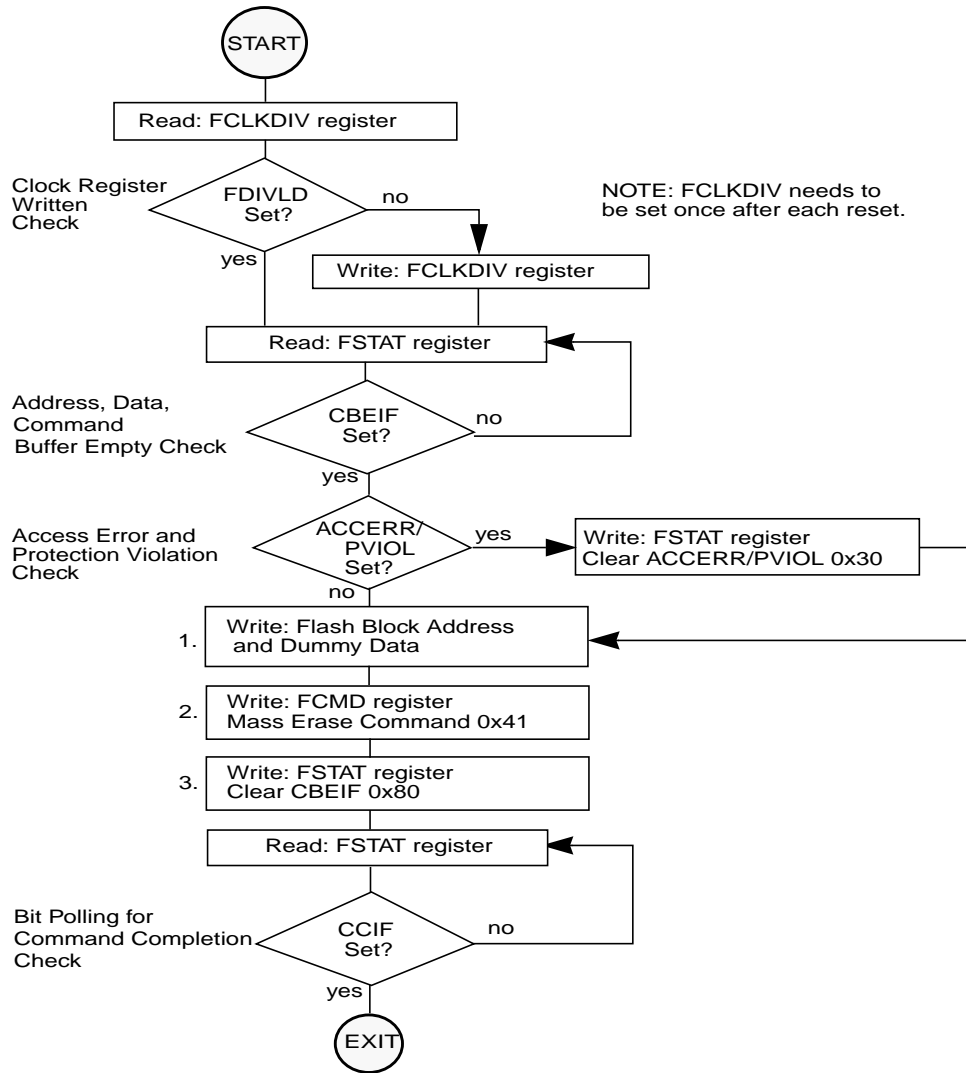 START
Read: FCLKDIV register
Clock Register
Written
Check
FDIVLD
Set?
no
yes
NOTE: FCLKDIV needs to
be set once after each reset.
Write: FCLKDIV register
Read: FSTAT register
Address, Data,
Command
Buffer Empty Check
CBEIF
Set?
no
yes
Access Error and
Protection Violation
Check
ACCERR/
PVIOL
Set?
yes
no
Write: FSTAT register
Clear ACCERR/PVIOL 0x30
1.
Write: Flash Block Address
and Dummy Data
2.
Write: FCMD register
Mass Erase Command 0x41
3.
Write: FSTAT register
Clear CBEIF 0x80
Read: FSTAT register
Bit Polling for
Command Completion
Check
CCIF
Set?
no
yes
EXIT